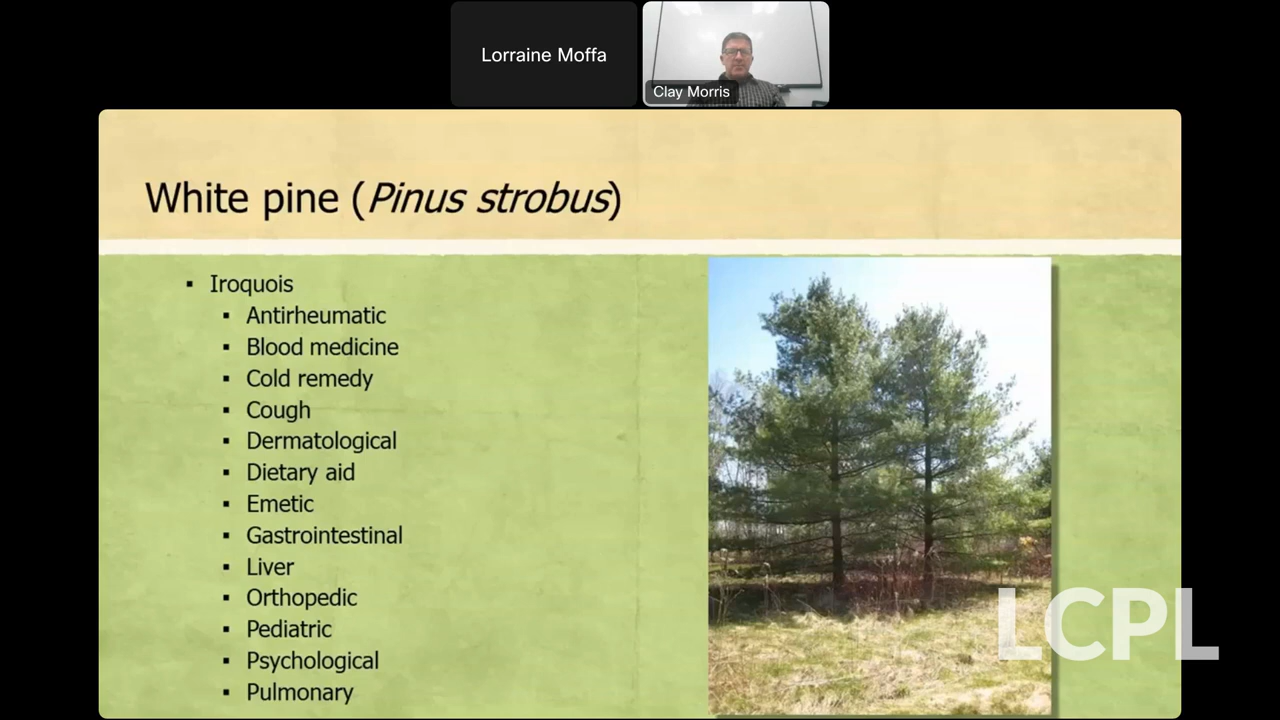 Lorraine Moffa
Clay Morris
White pine (Pinus strobus)
▪ Iroquois
▪ Antirheumatic
▪ Blood medicine
▪ Cold remedy
▪ Cough
▪ Dermatological
▪ Dietary aid
▪ Emetic
▪ Gastrointestinal
▪ Liver
▪ Orthopedic
▪ Pediatric
▪ Psychological
▪ Pulmonary
LCPL